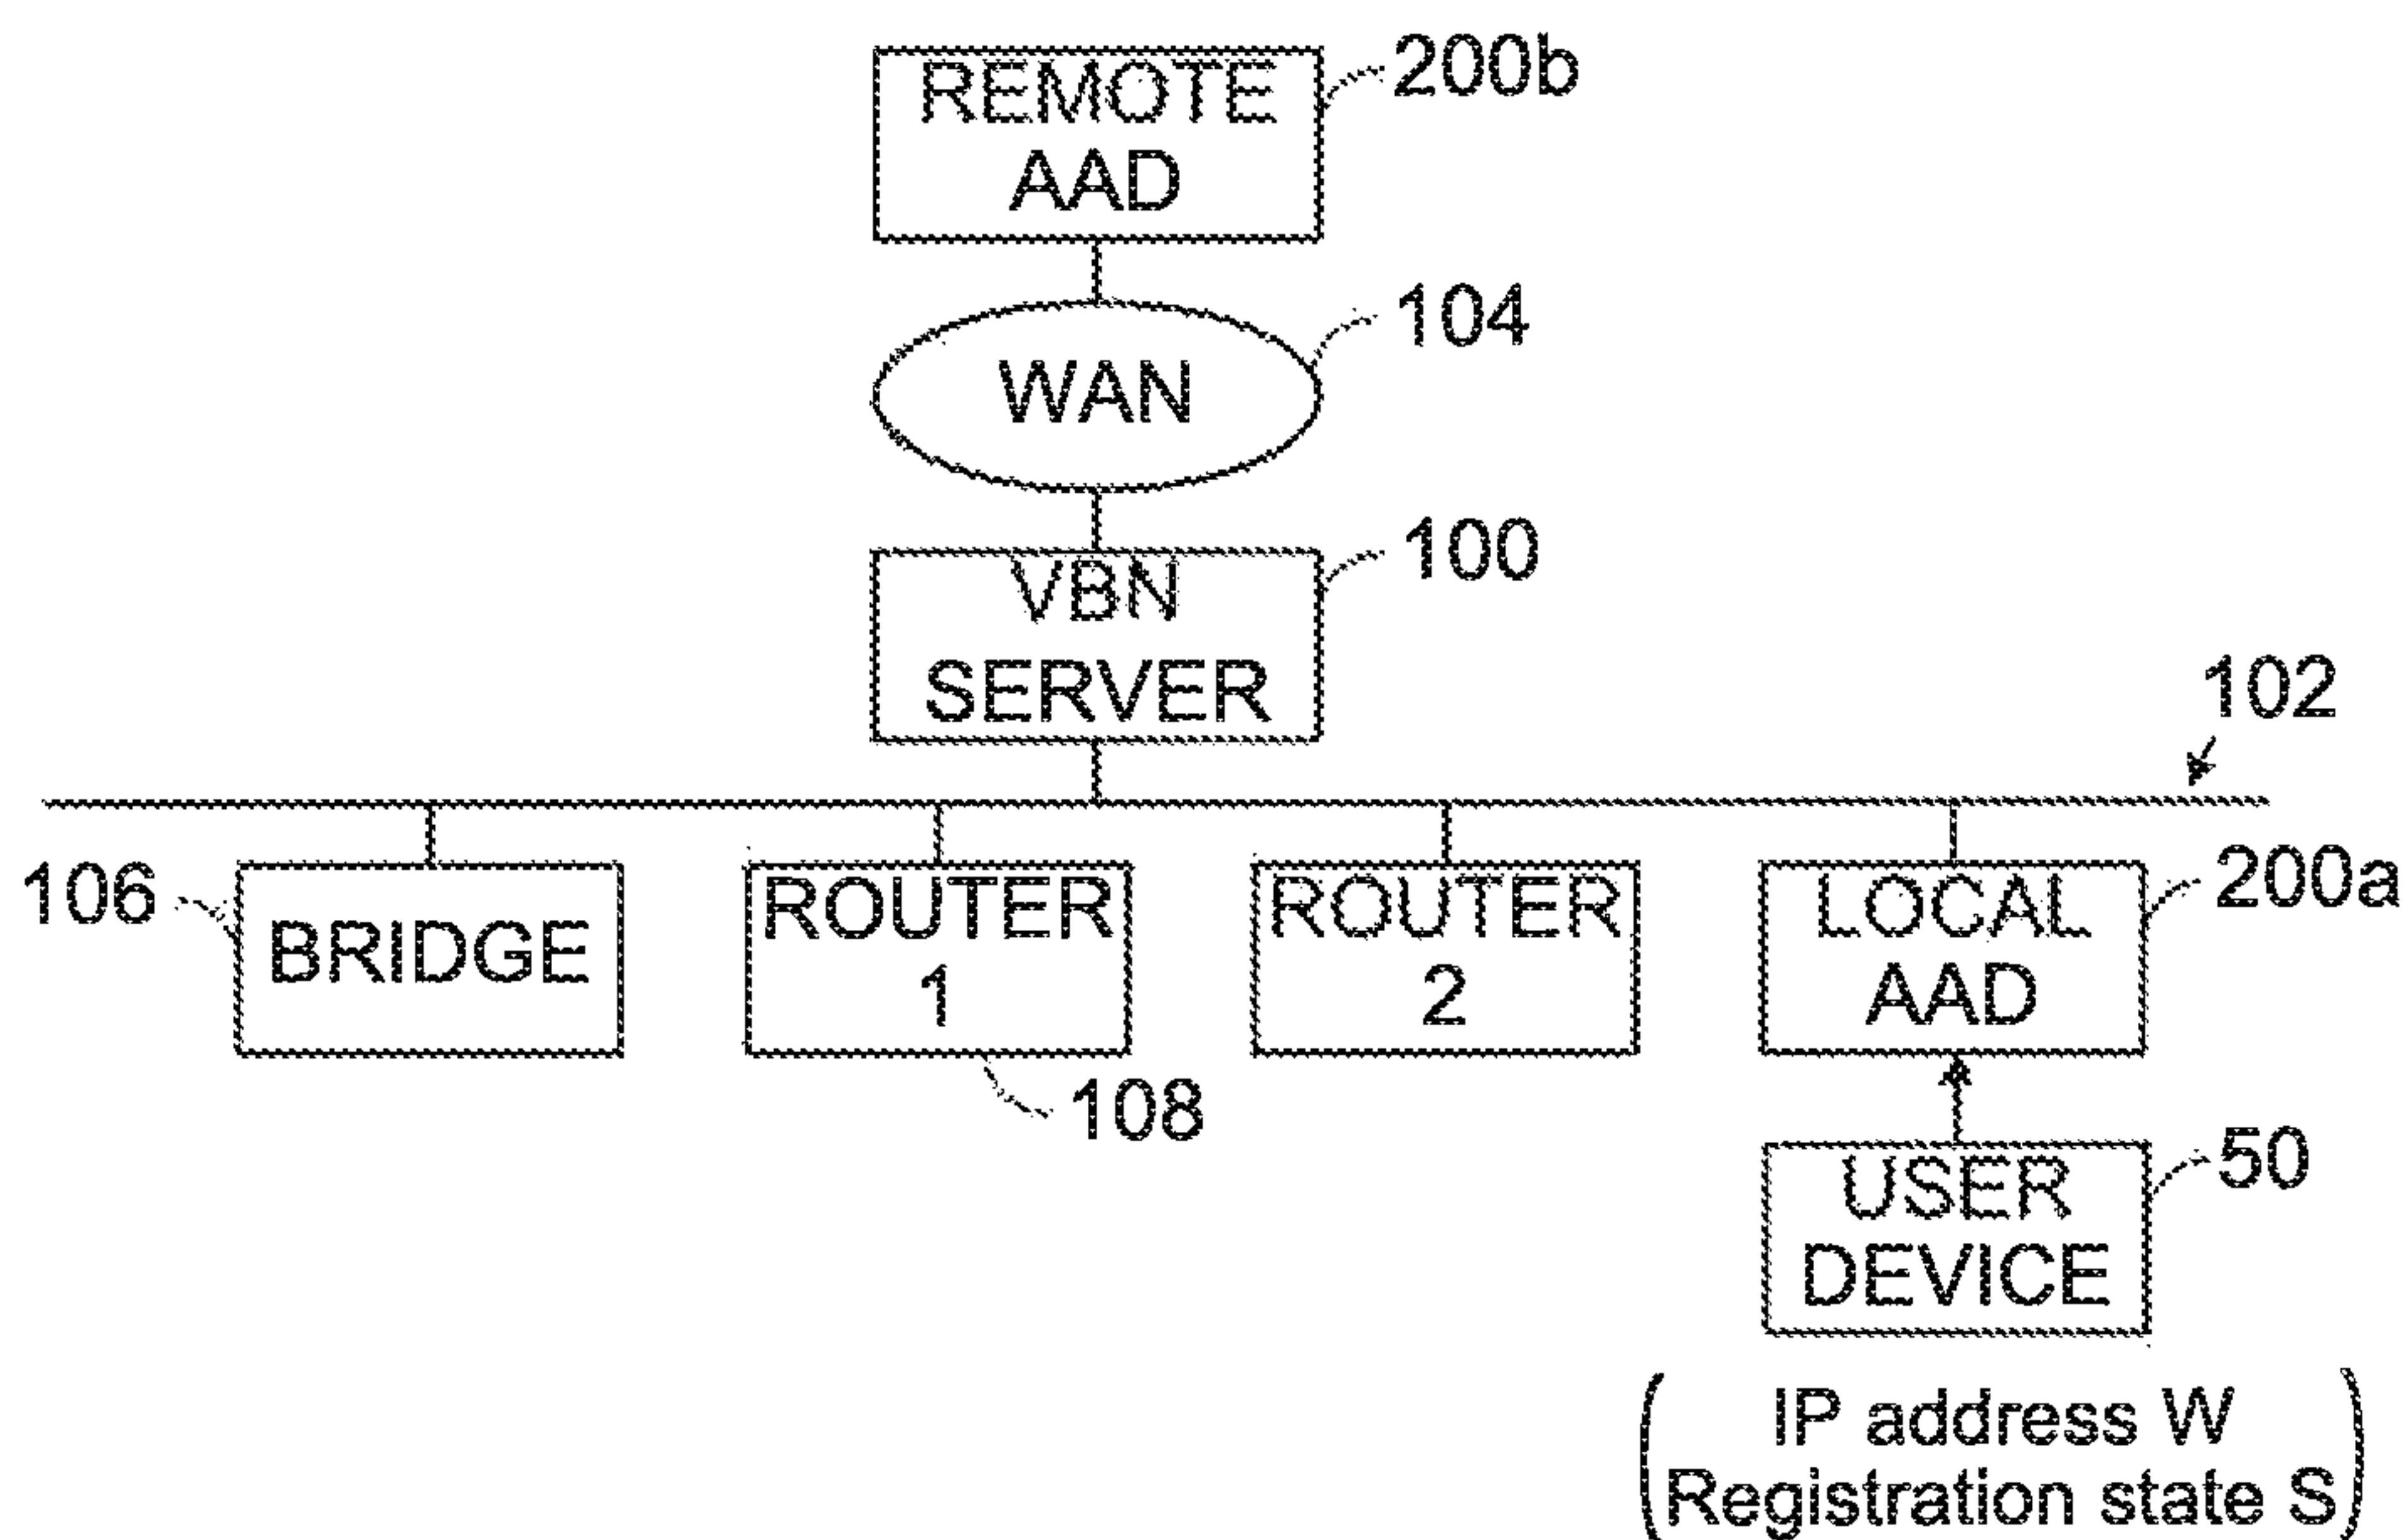 REMOTE
AAD
200b
WAN
104
VBN
SERVER
100
102
106
BRIDGE
ROUTER
1
108
ROUTER
2
LOCAL
AAD
200a
USER
DEVICE
50
IP address W
Registration state S